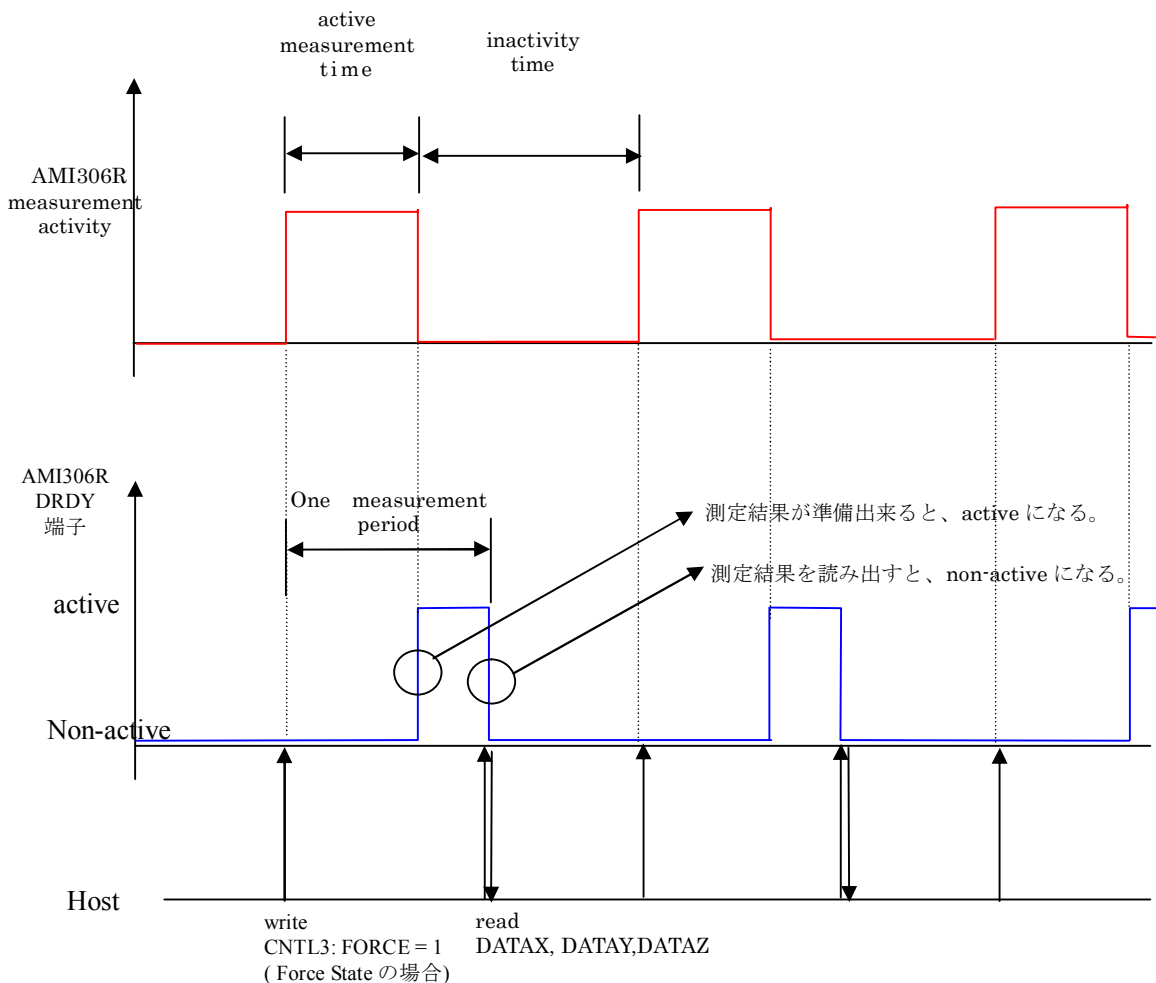 active
measurement
time
inactivity
time
AMI306R
measurement
activity
AMI306R
DRDY
端子
One measurement
period
測定結果が準備出来ると、active になる。
測定結果を読み出すと、non-active になる。
active
Non-active
Host
write
CNTL3: FORCE = 1
( Force State の場合)
read
DATAX, DATAY,DATAZ